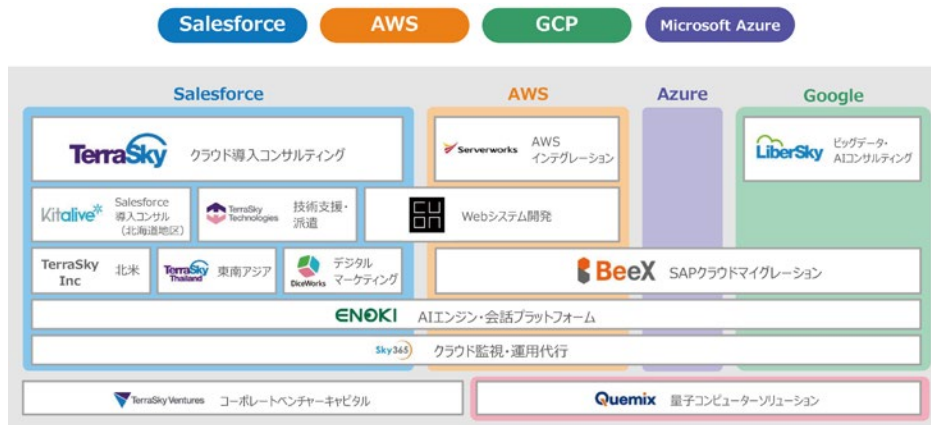 Salesforce AWS GCP Microsoft Azure
Salesforce AWS Azure Google
TerraSky クラウド導入コンサルティング
Serverworks AWS
インテグレーション
LiberSky ビッグデータ・
AIコンサルティング
Kitalive Salesforce
導入コンサル
(北海道地区)
TerraSky
Technologies 技術支援・
派遣
CUON Webシステム開発
TerraSky
Inc 北米
TerraSky
Thailand 東南アジア
DiceWorks デジタル
マーケティング
BeeX SAPクラウドマイグレーション
ENOKI AIエンジン・会話プラットフォーム
Sky365 クラウド監視・運用代行
TerraSky Ventures コーポレートベンチャーキャピタル
Quemix 量子コンピューターソリューション